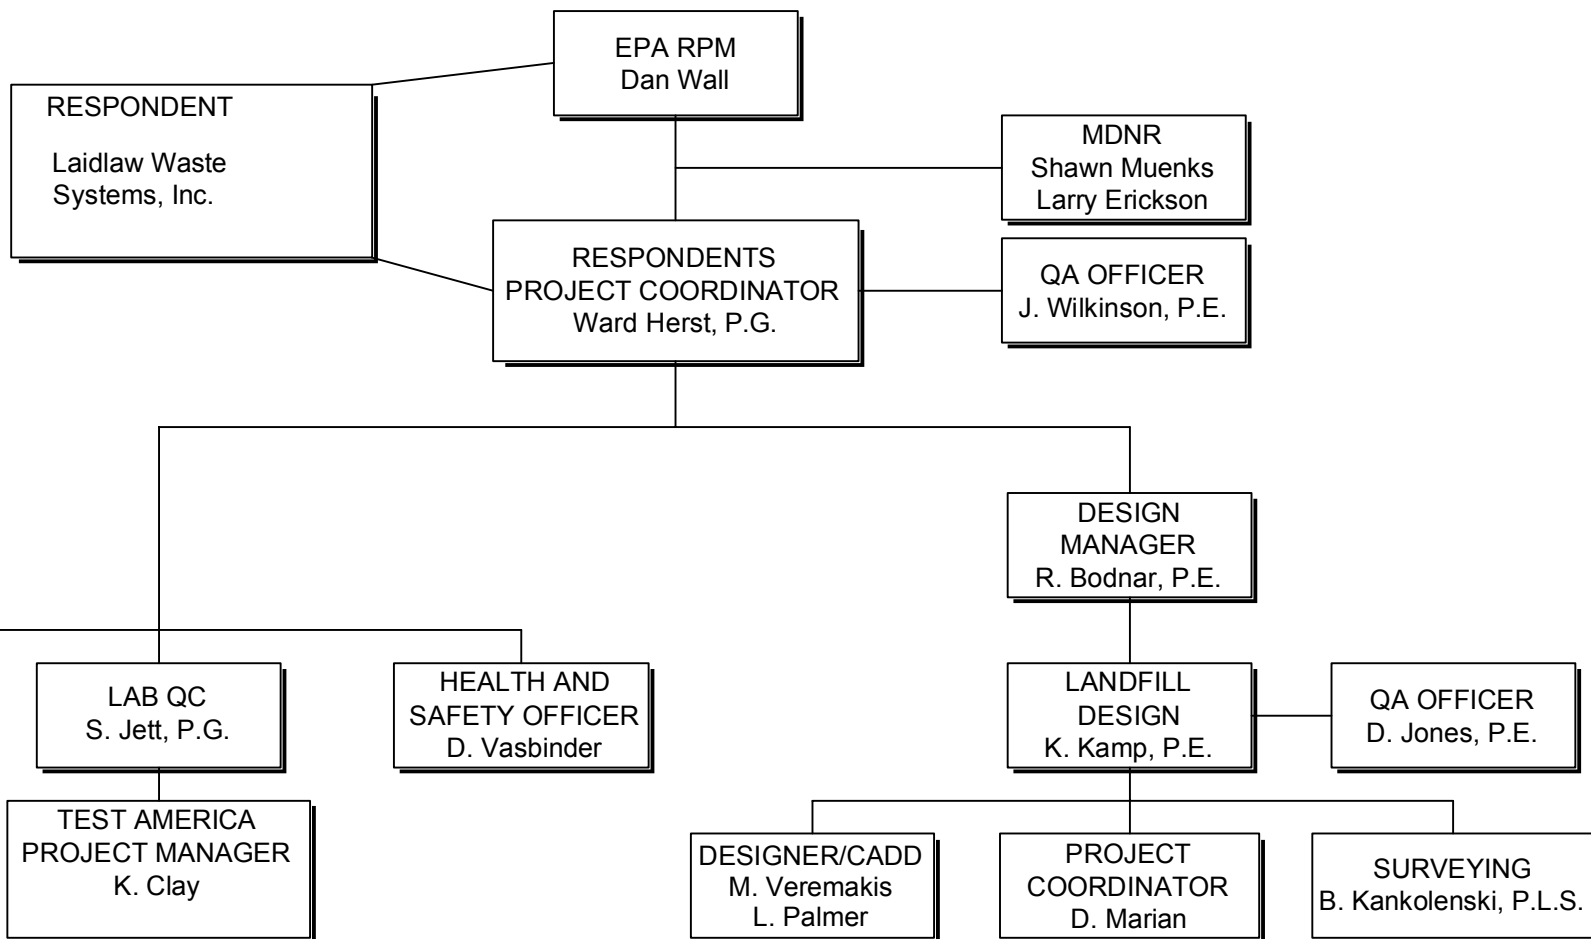 EPA RPM
Dan Wall
RESPONDENT
Laidlaw Waste
Systems, Inc.
MDNR
Shawn Muenks
Larry Erickson
RESPONDENTS
PROJECT COORDINATOR
Ward Herst, P.G.
QA OFFICER
J. Wilkinson, P.E.
DESIGN
MANAGER
R. Bodnar, P.E.
LAB QC
S. Jett, P.G.
HEALTH AND
SAFETY OFFICER
D. Vasbinder
LANDFILL
DESIGN
K. Kamp, P.E.
QA OFFICER
D. Jones, P.E.
TEST AMERICA
PROJECT MANAGER
K. Clay
DESIGNER/CADD
M. Veremakis
L. Palmer
PROJECT
COORDINATOR
D. Marian
SURVEYING
B. Kankolenski, P.L.S.